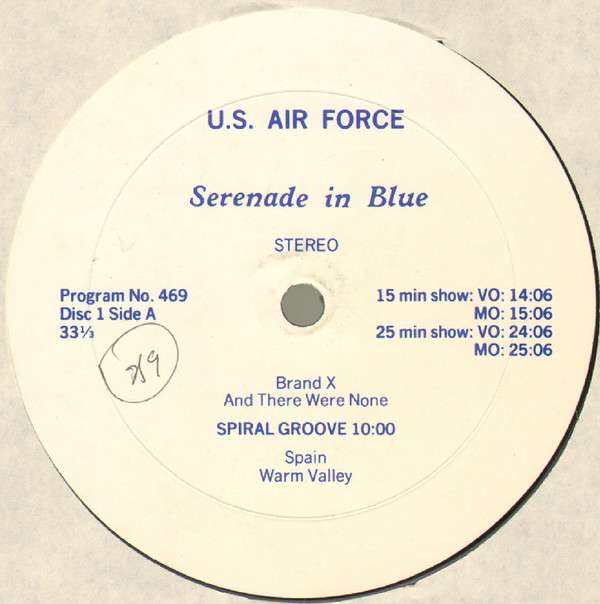 U.S. AIR FORCE
Serenade in Blue
STEREO
Program No. 469
Disc 1 Side A
33⅓
15 min show: VO: 14:06
MO: 15:06
25 min show: VO: 24:06
MO: 25:06
Brand X
And There Were None
SPIRAL GROOVE 10:00
Spain
Warm Valley